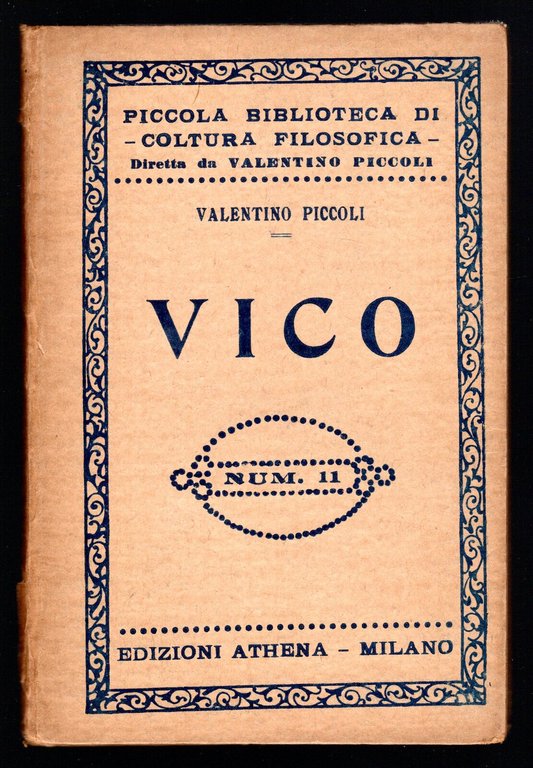 PICCOLA BIBLIOTECA DI
- COLTURA FILOSOFICA -
Diretta da VALENTINO PICCOLI
VALENTINO PICCOLI
VICO
NUM. 11
EDIZIONI ATHENA - MILANO